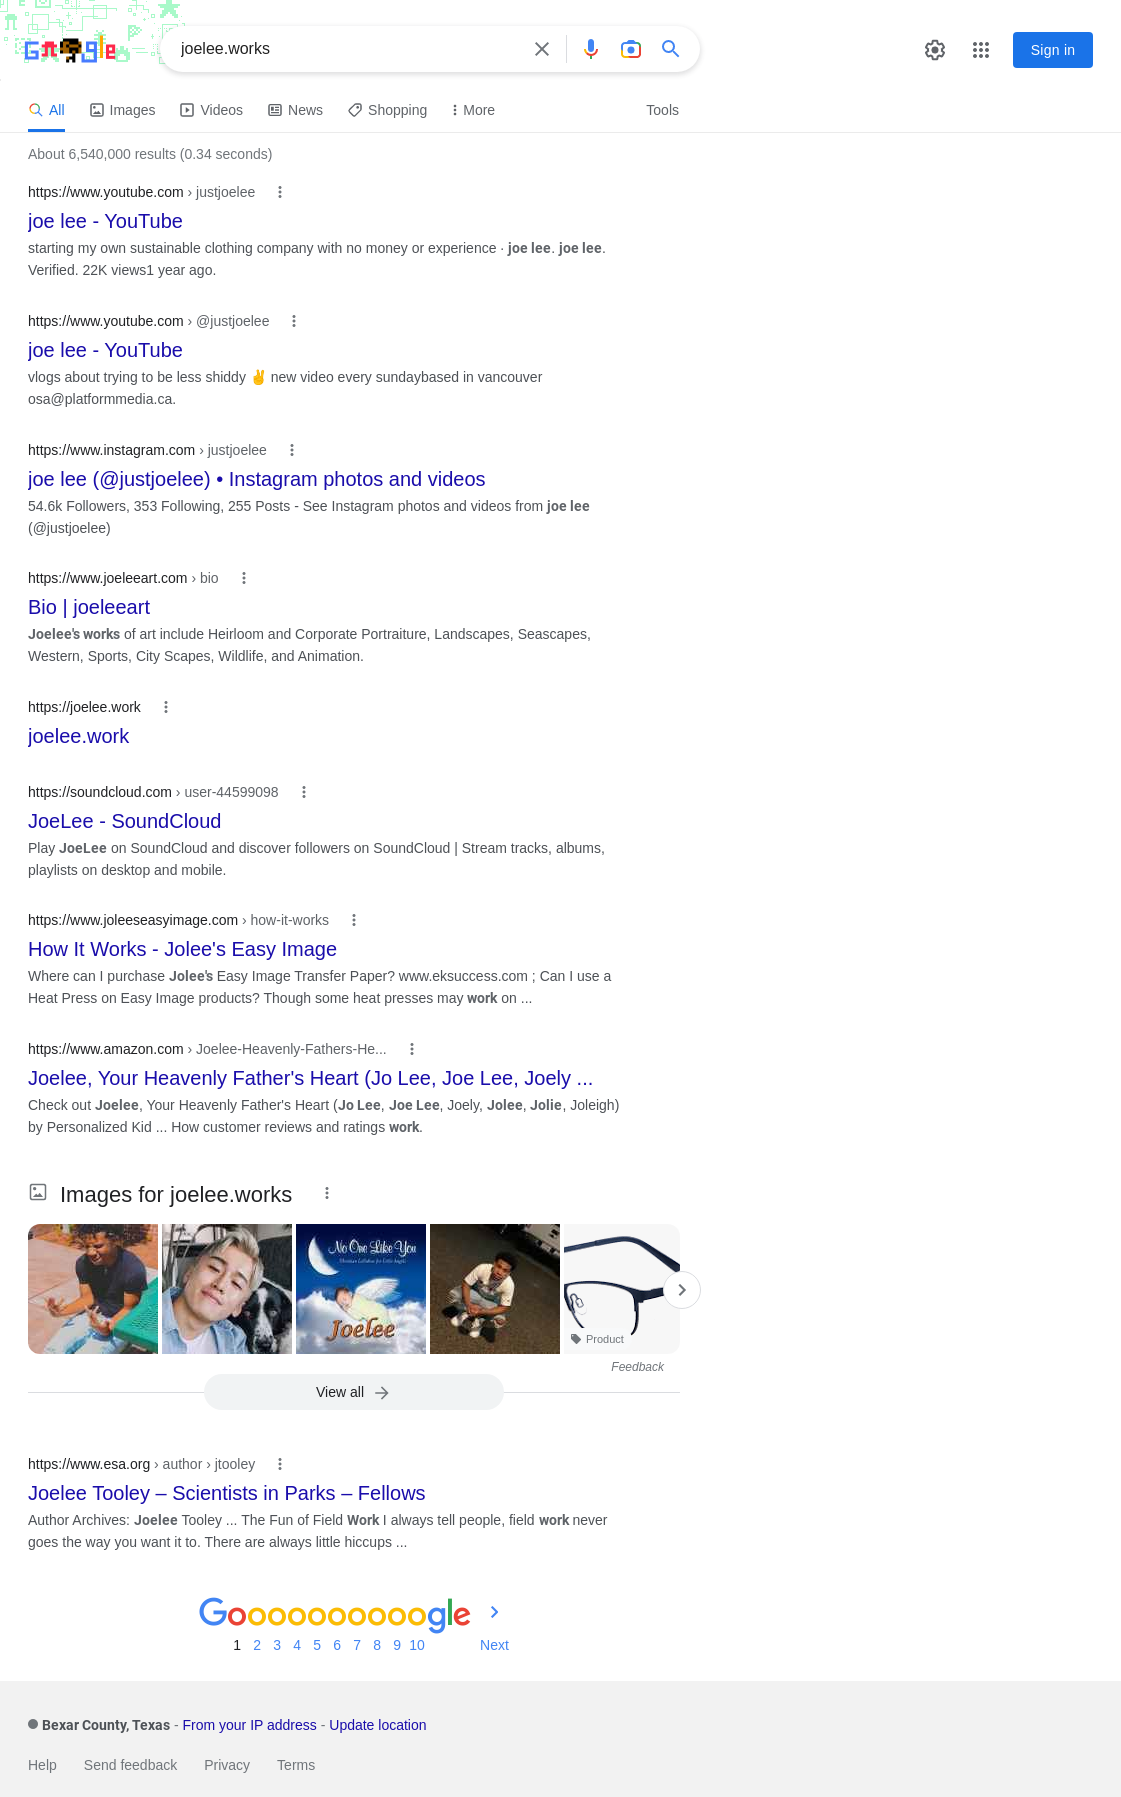 Google
joelee.works
Sign in
All Images Videos News Shopping More Tools
About 6,540,000 results (0.34 seconds)
https://www.youtube.com › justjoelee
joe lee - YouTube
starting my own sustainable clothing company with no money or experience · joe lee. joe lee.
Verified. 22K views1 year ago.
https://www.youtube.com › @justjoelee
joe lee - YouTube
vlogs about trying to be less shiddy ✌ new video every sundaybased in vancouver
osa@platformmedia.ca.
https://www.instagram.com › justjoelee
joe lee (@justjoelee) • Instagram photos and videos
54.6k Followers, 353 Following, 255 Posts - See Instagram photos and videos from joe lee
(@justjoelee)
https://www.joeleeart.com › bio
Bio | joeleeart
Joelee's works of art include Heirloom and Corporate Portraiture, Landscapes, Seascapes,
Western, Sports, City Scapes, Wildlife, and Animation.
https://joelee.work
joelee.work
https://soundcloud.com › user-44599098
JoeLee - SoundCloud
Play JoeLee on SoundCloud and discover followers on SoundCloud | Stream tracks, albums,
playlists on desktop and mobile.
https://www.joleeseasyimage.com › how-it-works
How It Works - Jolee's Easy Image
Where can I purchase Jolee's Easy Image Transfer Paper? www.eksuccess.com ; Can I use a
Heat Press on Easy Image products? Though some heat presses may work on ...
https://www.amazon.com › Joelee-Heavenly-Fathers-He...
Joelee, Your Heavenly Father's Heart (Jo Lee, Joe Lee, Joely ...
Check out Joelee, Your Heavenly Father's Heart (Jo Lee, Joe Lee, Joely, Jolee, Jolie, Joleigh)
by Personalized Kid ... How customer reviews and ratings work.
Images for joelee.works
No One Like You
Christian Lullabies for Little Angels
Joelee
Product
Feedback
View all
https://www.esa.org › author › jtooley
Joelee Tooley – Scientists in Parks – Fellows
Author Archives: Joelee Tooley ... The Fun of Field Work I always tell people, field work never
goes the way you want it to. There are always little hiccups ...
Goooooooooogle
1 2 3 4 5 6 7 8 9 10 Next
Bexar County, Texas - From your IP address - Update location
Help Send feedback Privacy Terms